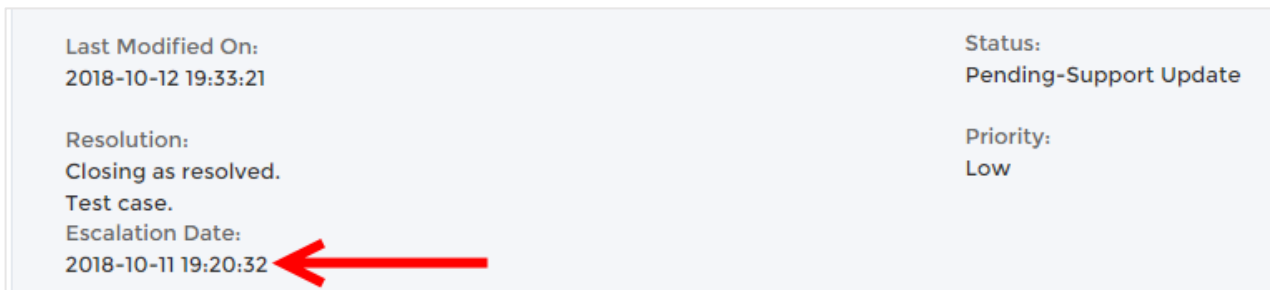 Last Modified On:
2018-10-12 19:33:21
Resolution:
Closing as resolved.
Test case.
Escalation Date:
2018-10-11 19:20:32
Status:
Pending-Support Update
Priority:
Low